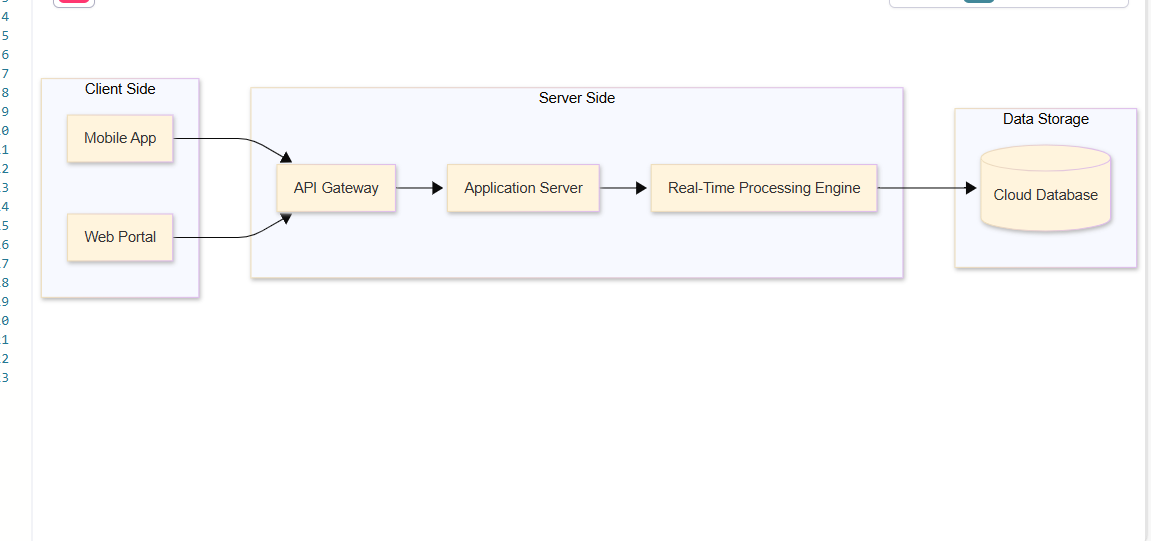 4
5
6
7
8
9
.0
.1
.2
.3
.4
.5
.6
.7
.8
.9
.0
.1
.2
.3
Client Side
Mobile App
Web Portal
Server Side
API Gateway
Application Server
Real-Time Processing Engine
Data Storage
Cloud Database